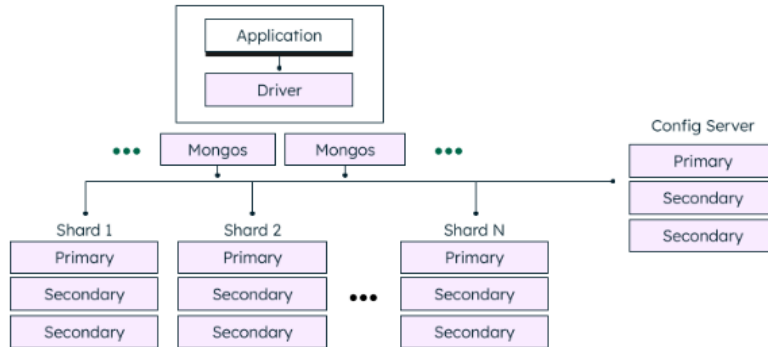 Application
Driver
Mongos Mongos
Config Server
Primary
Secondary
Secondary
Shard 1 Shard 2 Shard N
Primary Primary Primary
Secondary Secondary Secondary
Secondary Secondary Secondary